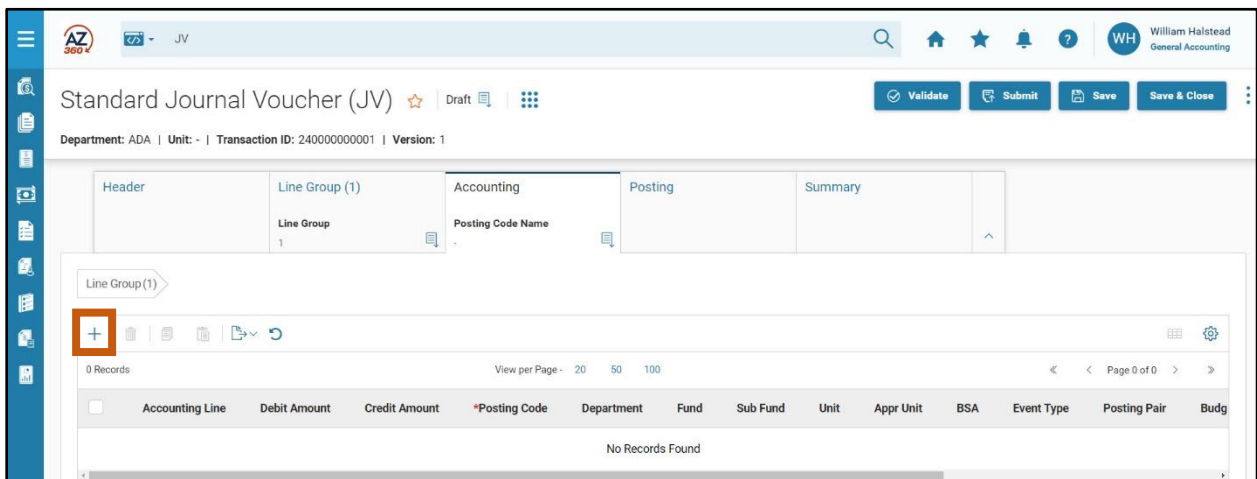 AZ
360
JV
WH
William Halstead
General Accounting
Standard Journal Voucher (JV)
Draft
Validate
Submit
Save
Save & Close
Department: ADA | Unit: - | Transaction ID: 240000000001 | Version: 1
Header
Line Group (1)
Accounting
Posting
Summary
Line Group
1
Posting Code Name
-
Line Group (1)
0 Records
View per Page - 20 50 100
Page 0 of 0
Accounting Line Debit Amount Credit Amount *Posting Code Department Fund Sub Fund Unit Appr Unit BSA Event Type Posting Pair Budg
No Records Found